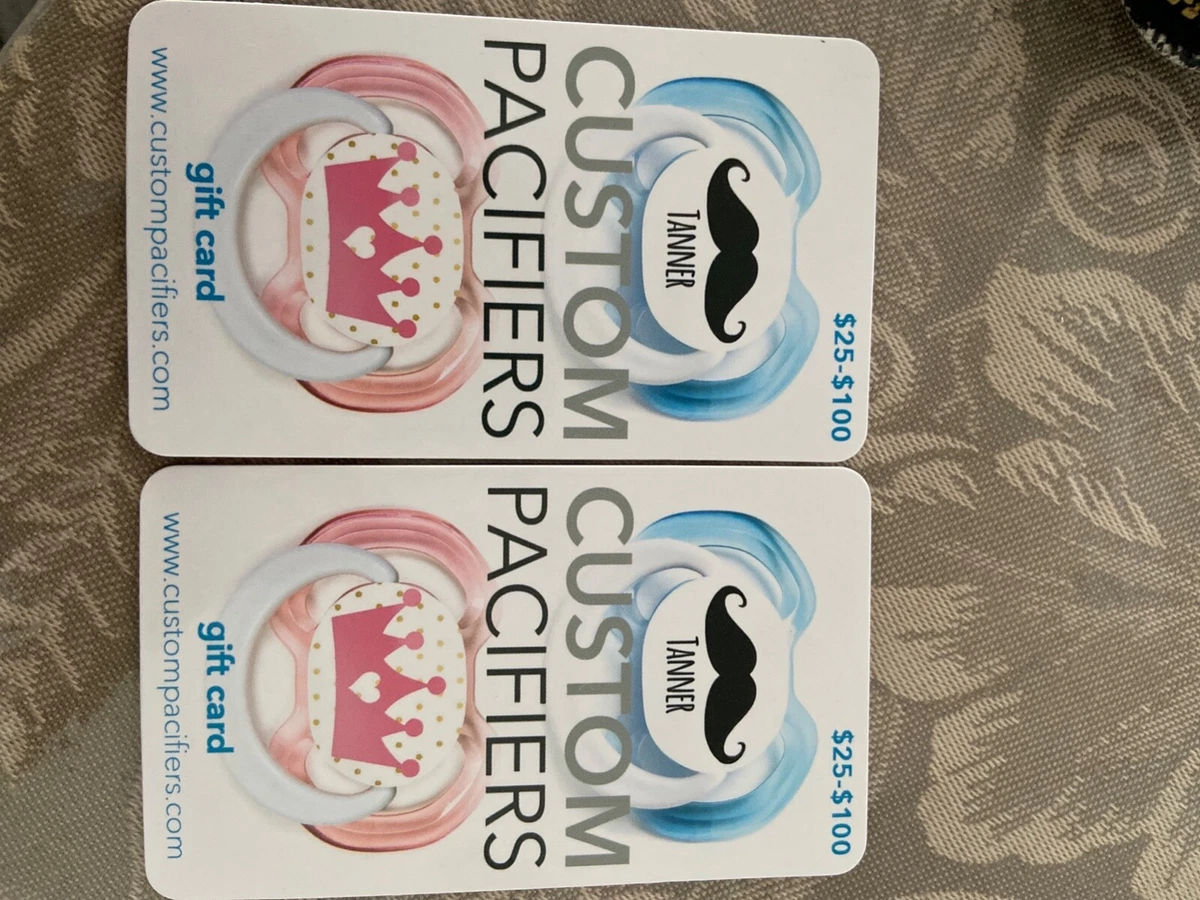 $25-$100
TANNER
CUSTOM
PACIFIERS
gift card
www.custompacifiers.com
$25-$100
TANNER
CUSTOM
PACIFIERS
gift card
www.custompacifiers.com